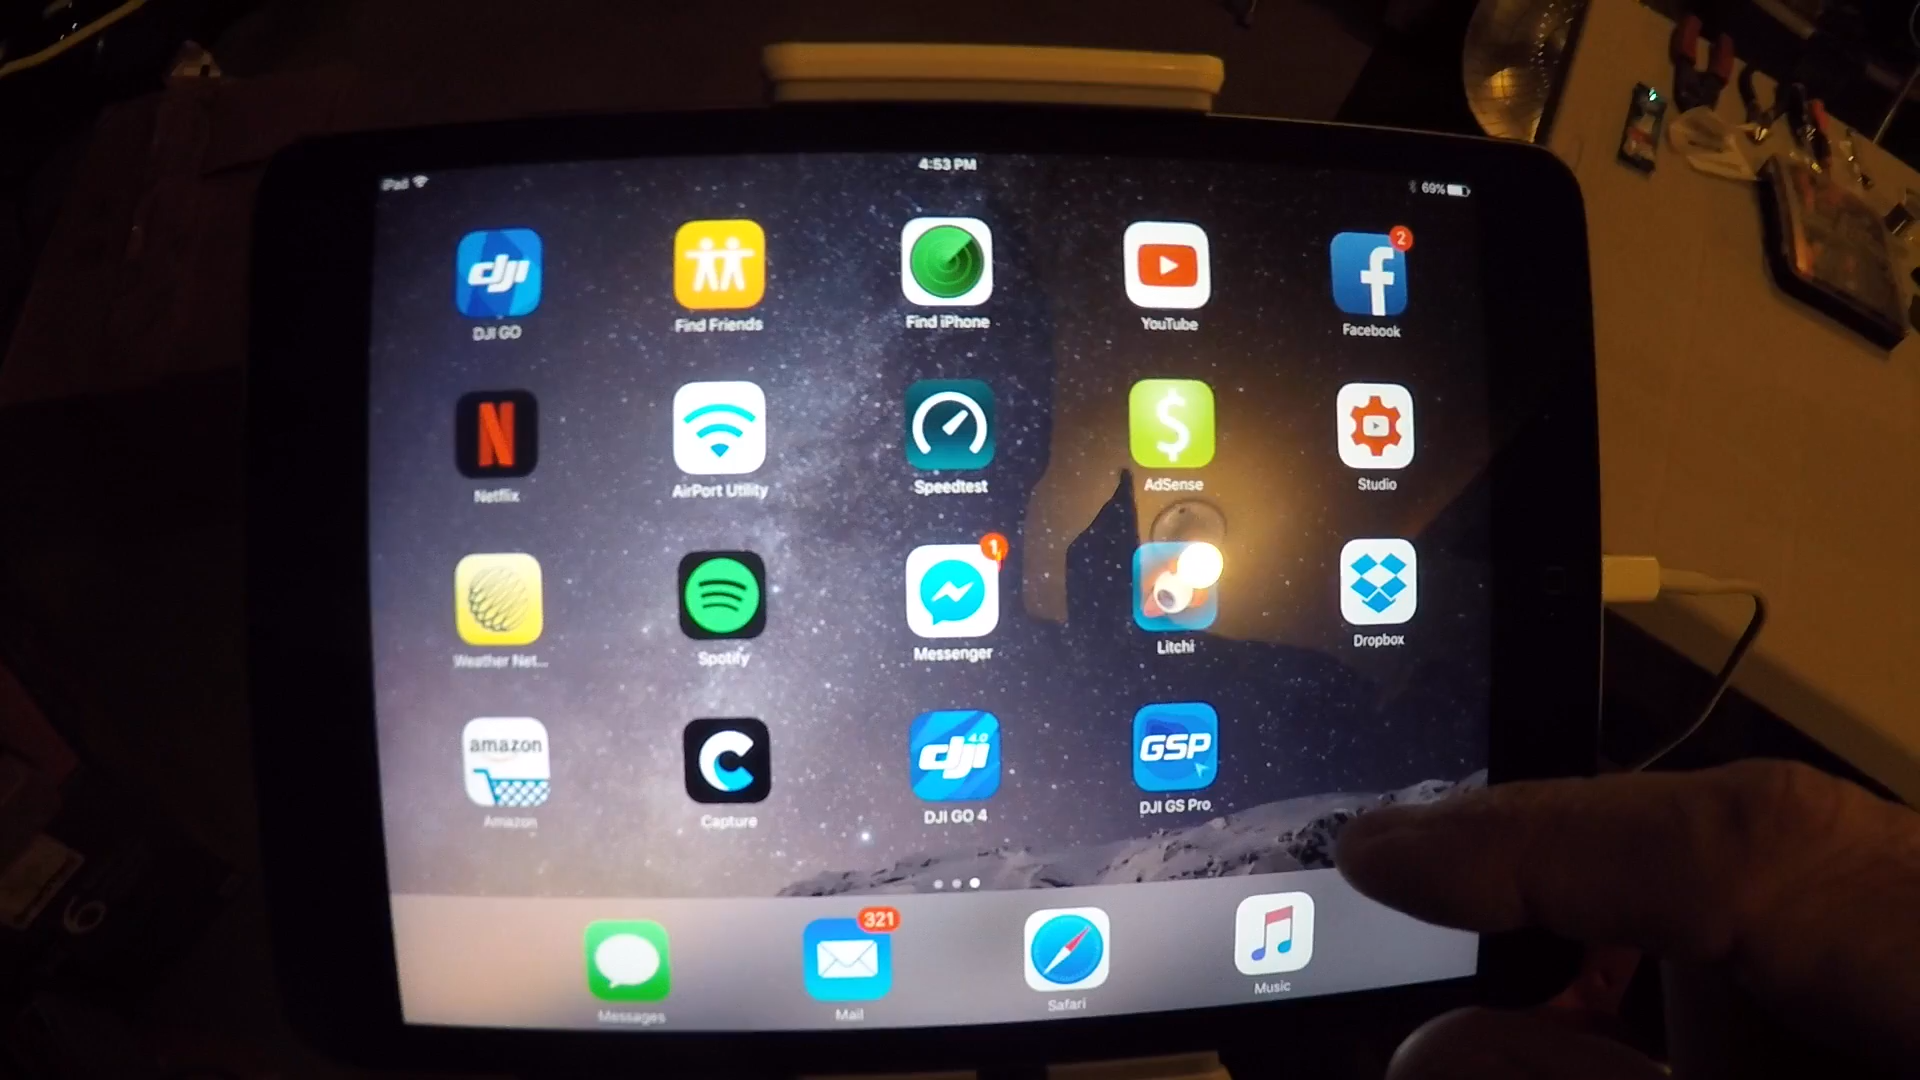 iPad
4:53 PM
69%
dji
2
DJI GO
Find Friends
Find iPhone
YouTube
Facebook
N
f
$
Netflix
AirPort Utility
Speedtest
AdSense
Studio
1
Weather Net...
Spotify
Messenger
Litchi
Dropbox
amazon
C
dji 4.0
GSP
Amazon
Capture
DJI GO 4
DJI GS Pro
321
Messages
Mail
Safari
Music